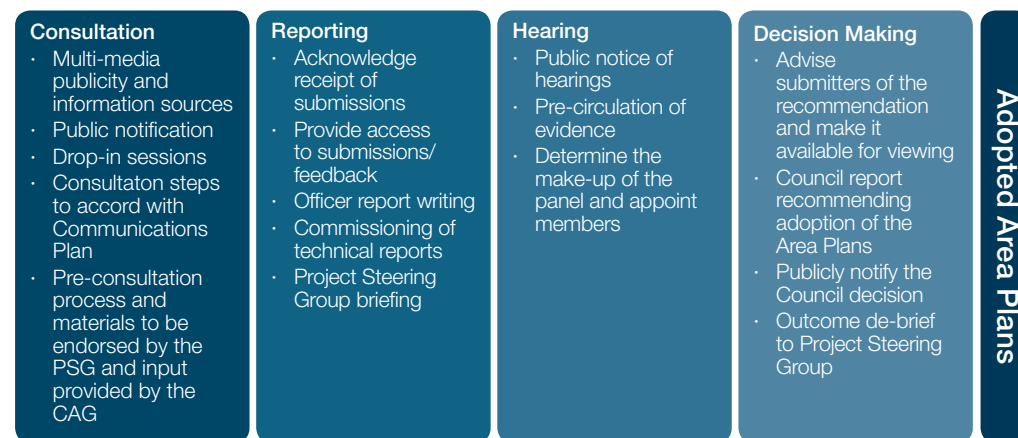 Consultation
· Multi-media
publicity and
information sources
· Public notification
· Drop-in sessions
· Consultaton steps
to accord with
Communications
Plan
· Pre-consultation
process and
materials to be
endorsed by the
PSG and input
provided by the
CAG
Reporting
· Acknowledge
receipt of
submissions
· Provide access
to submissions/
feedback
· Officer report writing
· Commissioning of
technical reports
· Project Steering
Group briefing
Hearing
· Public notice of
hearings
· Pre-circulation of
evidence
· Determine the
make-up of the
panel and appoint
members
Decision Making
· Advise
submitters of the
recommendation
and make it
available for viewing
· Council report
recommending
adoption of the
Area Plans
· Publicly notify the
Council decision
· Outcome de-brief
to Project Steering
Group
Adopted Area Plans